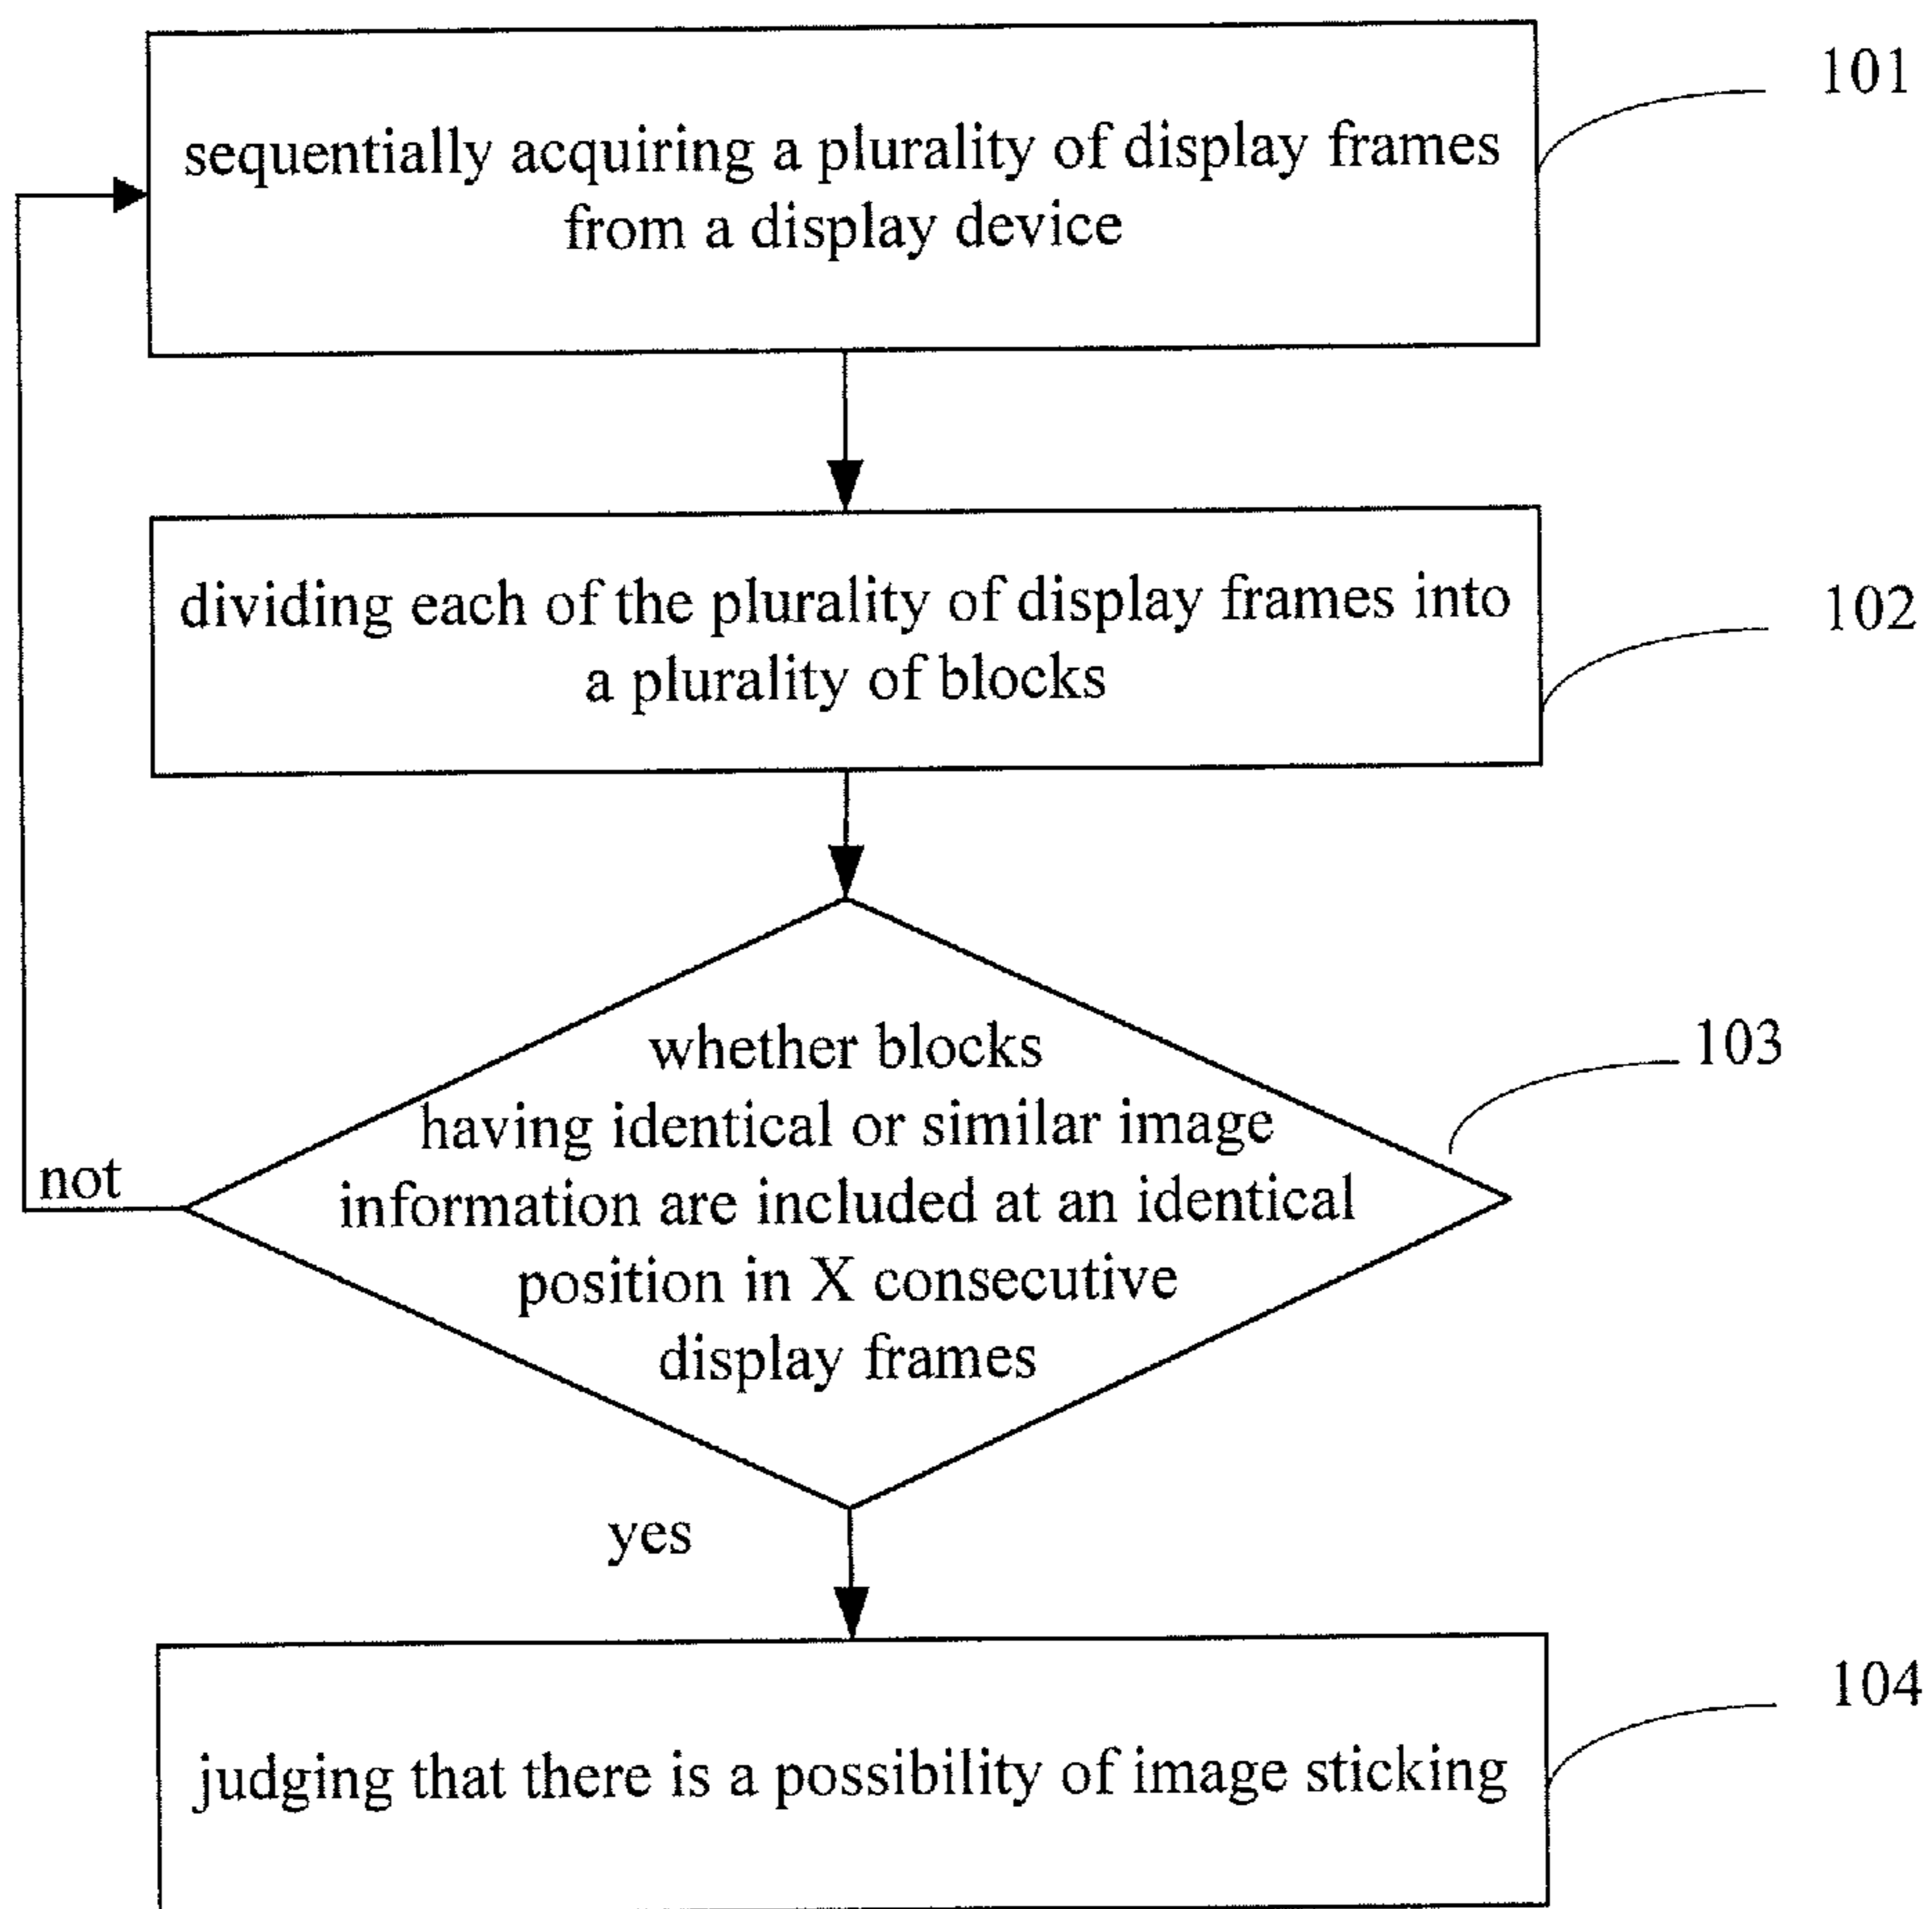 101
sequentially acquiring a plurality of display frames
from a display device
dividing each of the plurality of display frames into
a plurality of blocks
102
whether blocks
having identical or similar image
information are included at an identical
position in X consecutive
display frames
103
not
yes
judging that there is a possibility of image sticking
104